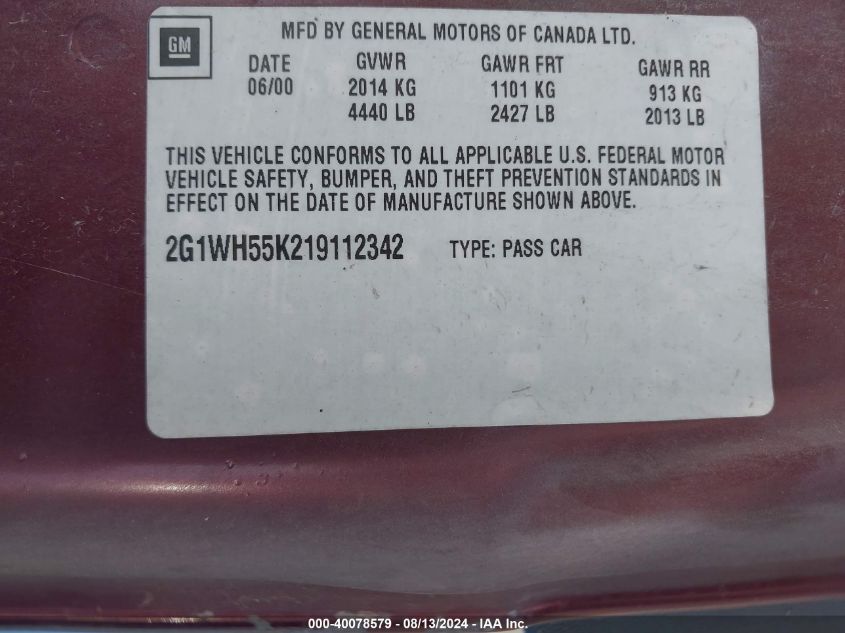 GM
MFD BY GENERAL MOTORS OF CANADA LTD.
DATE GVWR GAWR FRT GAWR RR
06/00 2014 KG 1101 KG 913 KG
4440 LB 2427 LB 2013 LB
THIS VEHICLE CONFORMS TO ALL APPLICABLE U.S. FEDERAL MOTOR
VEHICLE SAFETY, BUMPER, AND THEFT PREVENTION STANDARDS IN
EFFECT ON THE DATE OF MANUFACTURE SHOWN ABOVE.
2G1WH55K219112342 TYPE: PASS CAR
000-40078579 - 08/13/2024 - IAA Inc.